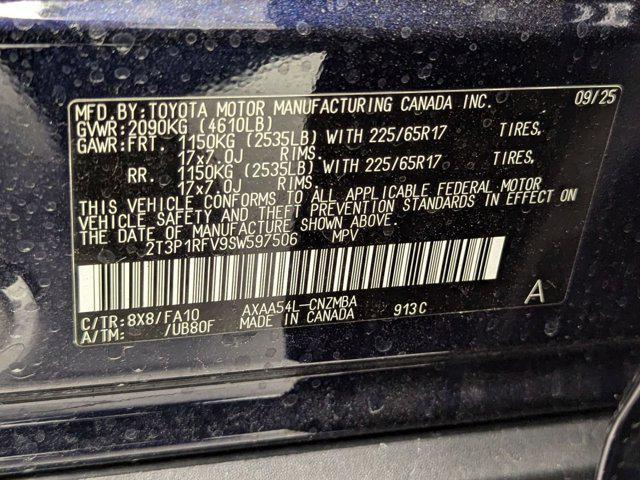 MFD. BY: TOYOTA MOTOR MANUFACTURING CANADA INC. 09/25
GVWR: 2090KG (4610LB)
GAWR: FRT. 1150KG (2535LB) WITH 225/65R17 TIRES,
17x7.0J RIMS.
RR. 1150KG (2535LB) WITH 225/65R17 TIRES,
17x7.0J RIMS.
THIS VEHICLE CONFORMS TO ALL APPLICABLE FEDERAL MOTOR
VEHICLE SAFETY AND THEFT PREVENTION STANDARDS IN EFFECT ON
THE DATE OF MANUFACTURE SHOWN ABOVE.
2T3P1RFV9SW597506 MPV
C/TR: 8X8/FA10 AXAA54L-CNZMBA 913C A
A/TM: /UB80F MADE IN CANADA